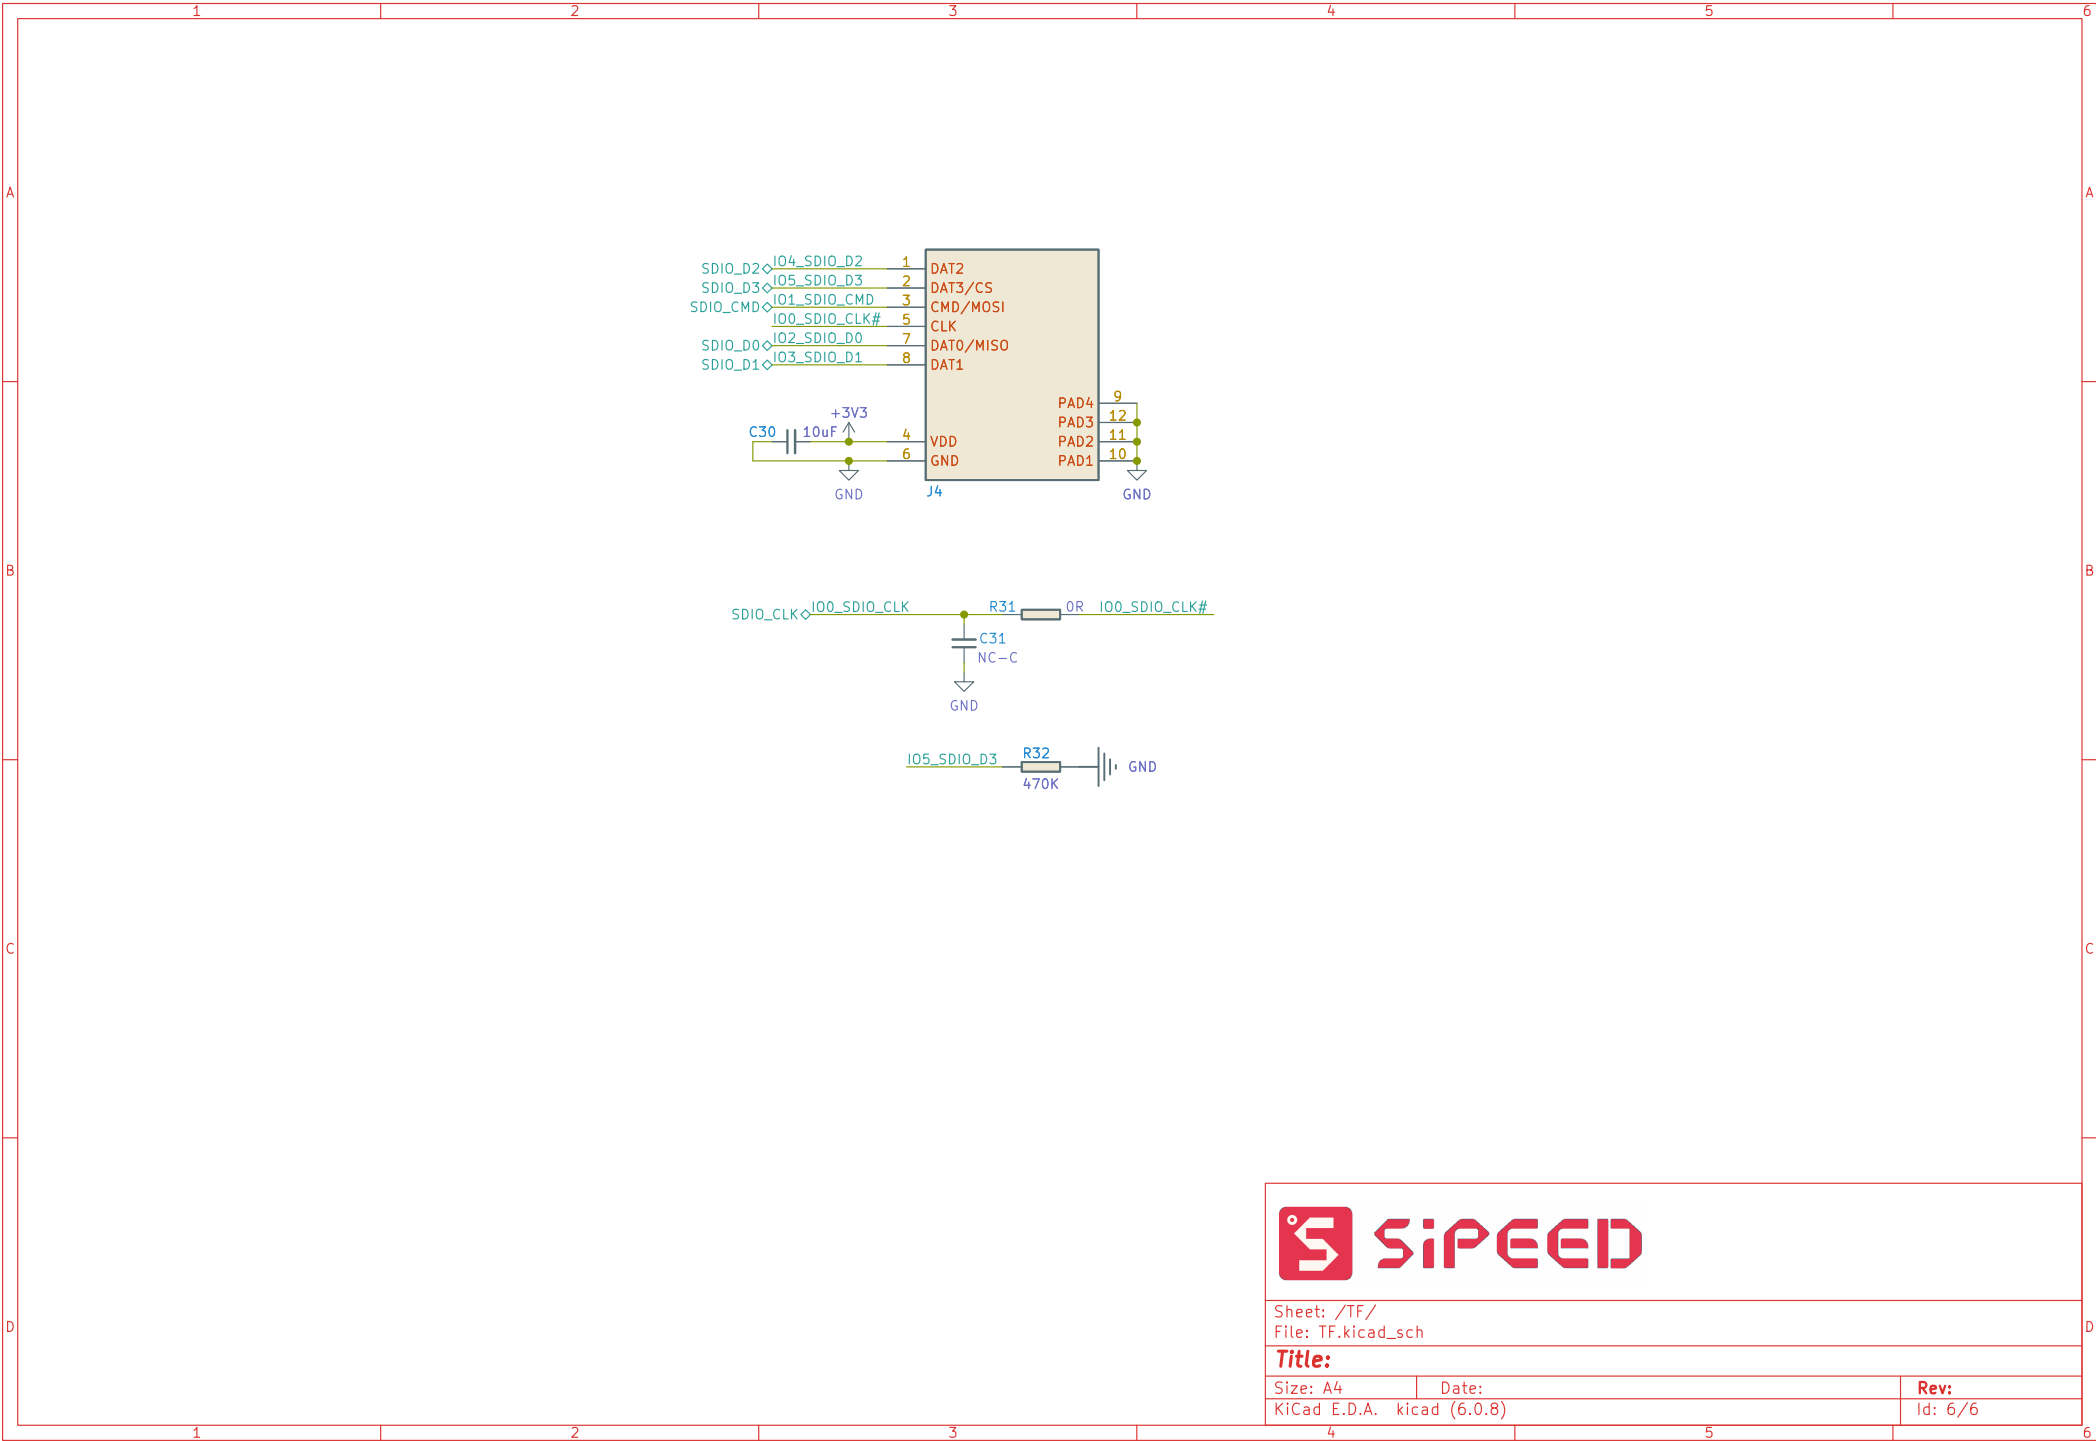 1 2 3 4 5 6
A A
B B
C C
D D
SDIO_D2 IO4_SDIO_D2 1 DAT2
SDIO_D3 IO5_SDIO_D3 2 DAT3/CS
SDIO_CMD IO1_SDIO_CMD 3 CMD/MOSI
IO0_SDIO_CLK# 5 CLK
SDIO_D0 IO2_SDIO_D0 7 DAT0/MISO
SDIO_D1 IO3_SDIO_D1 8 DAT1
PAD4 9
+3V3 PAD3 12
C30 10uF 4 VDD PAD2 11
6 GND PAD1 10
GND J4 GND
SDIO_CLK IO0_SDIO_CLK R31 0R IO0_SDIO_CLK#
C31
NC-C
GND
IO5_SDIO_D3 R32 GND
470K
SiPEED
Sheet: /TF/
File: TF.kicad_sch
Title:
Size: A4 Date: Rev:
KiCad E.D.A. kicad (6.0.8) Id: 6/6
1 2 3 4 5 6